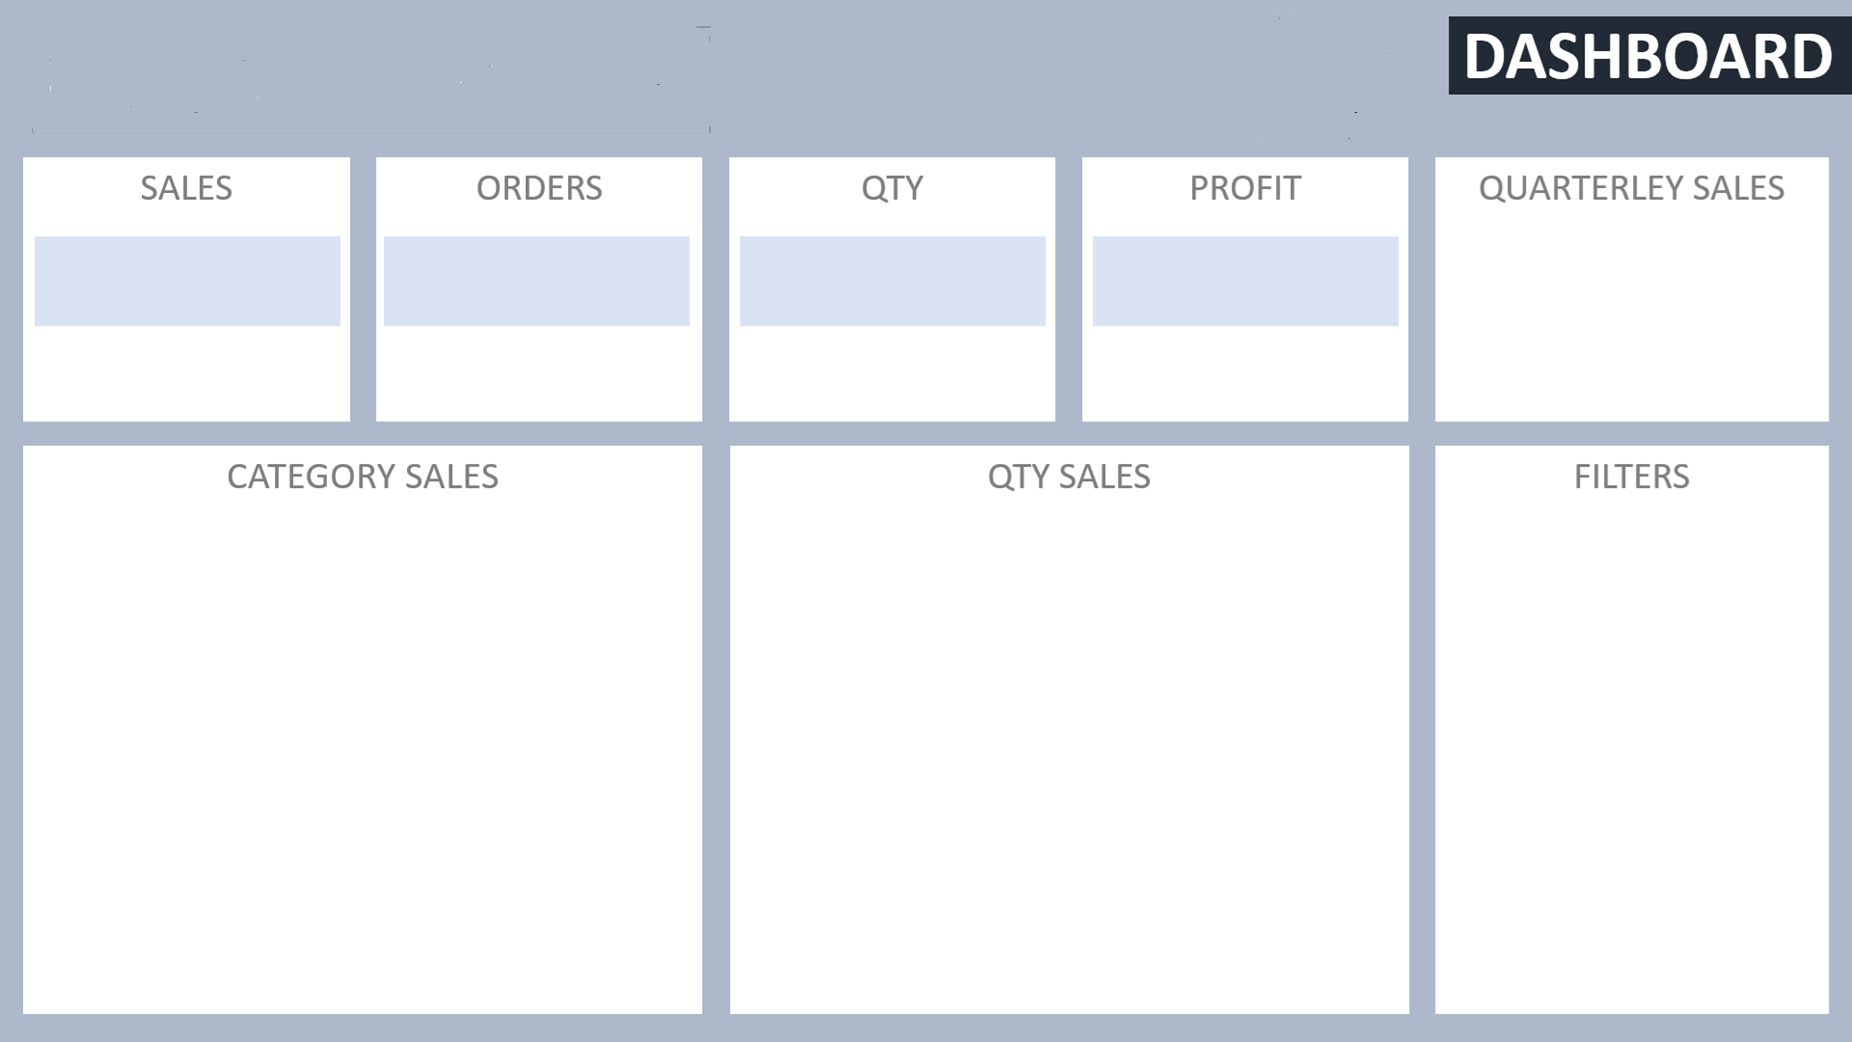 DASHBOARD
SALES
ORDERS
QTY
PROFIT
QUARTERLEY SALES
CATEGORY SALES
QTY SALES
FILTERS